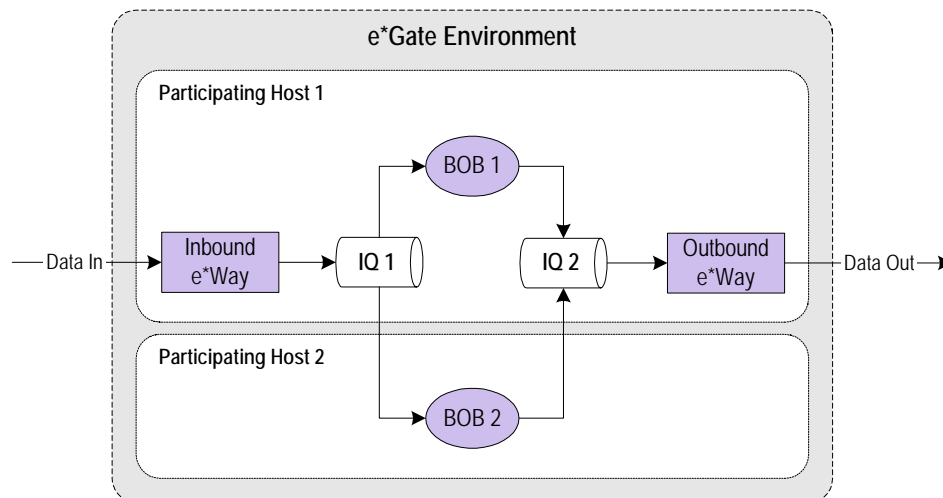 e*Gate Environment
Participating Host 1
BOB 1
Data In
Inbound
e*Way
IQ 1
IQ 2
Outbound
e*Way
Data Out
Participating Host 2
BOB 2